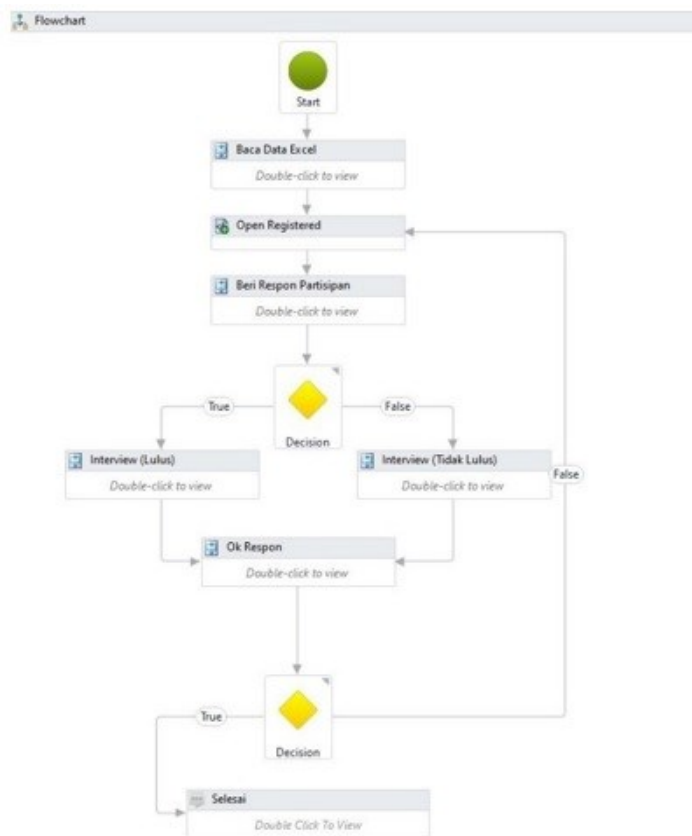 Flowchart
Start
Baca Data Excel
Double-click to view
Open Registered
Beri Respon Partisipan
Double-click to view
True
False
Decision
Interview (Lulus)
Double-click to view
Interview (Tidak Lulus)
Double-click to view
False
Ok Respon
Double-click to view
True
Decision
Selesai
Double Click To View